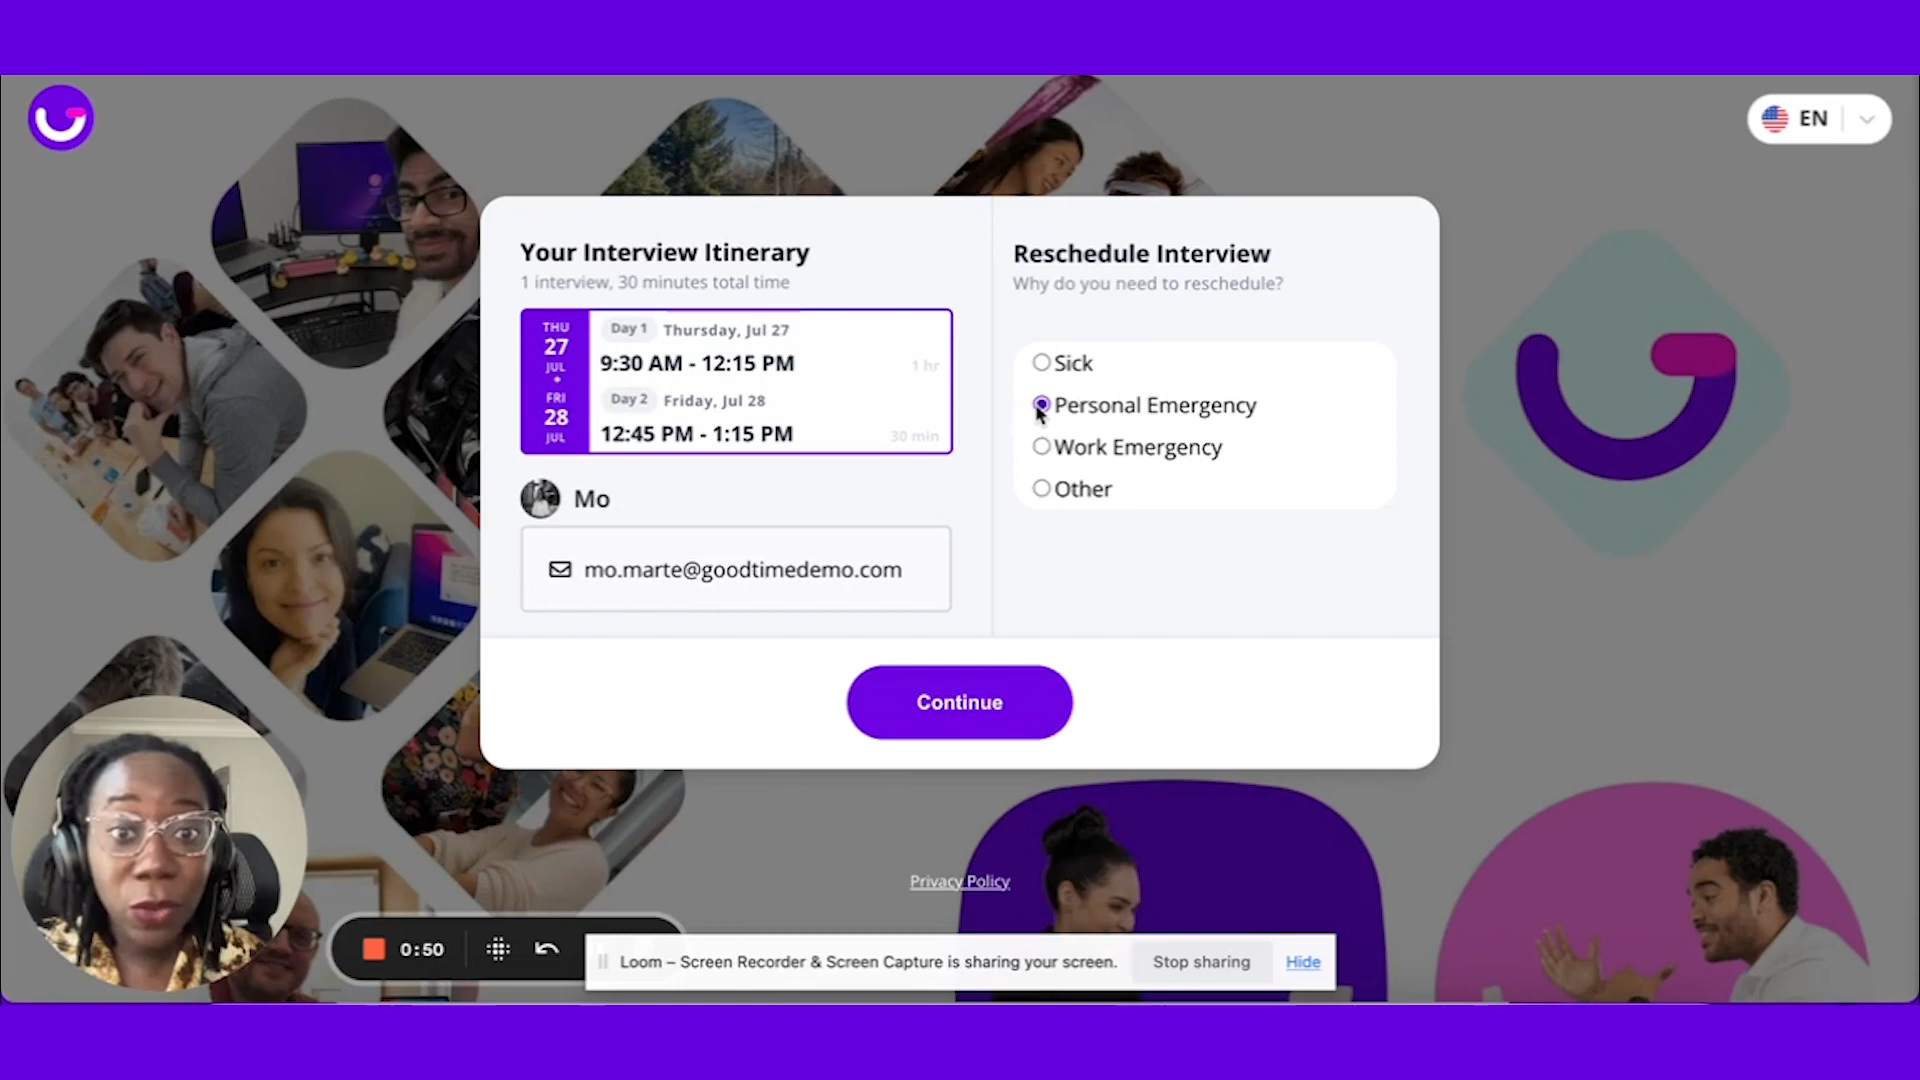 EN
Your Interview Itinerary
1 interview, 30 minutes total time
THU
27
JUL
FRI
28
JUL
Day 1 Thursday, Jul 27
9:30 AM - 12:15 PM 1 hr
Day 2 Friday, Jul 28
12:45 PM - 1:15 PM 30 min
Mo
mo.marte@goodtimedemo.com
Reschedule Interview
Why do you need to reschedule?
Sick
Personal Emergency
Work Emergency
Other
Continue
Privacy Policy
0:50
Loom – Screen Recorder & Screen Capture is sharing your screen.
Stop sharing
Hide